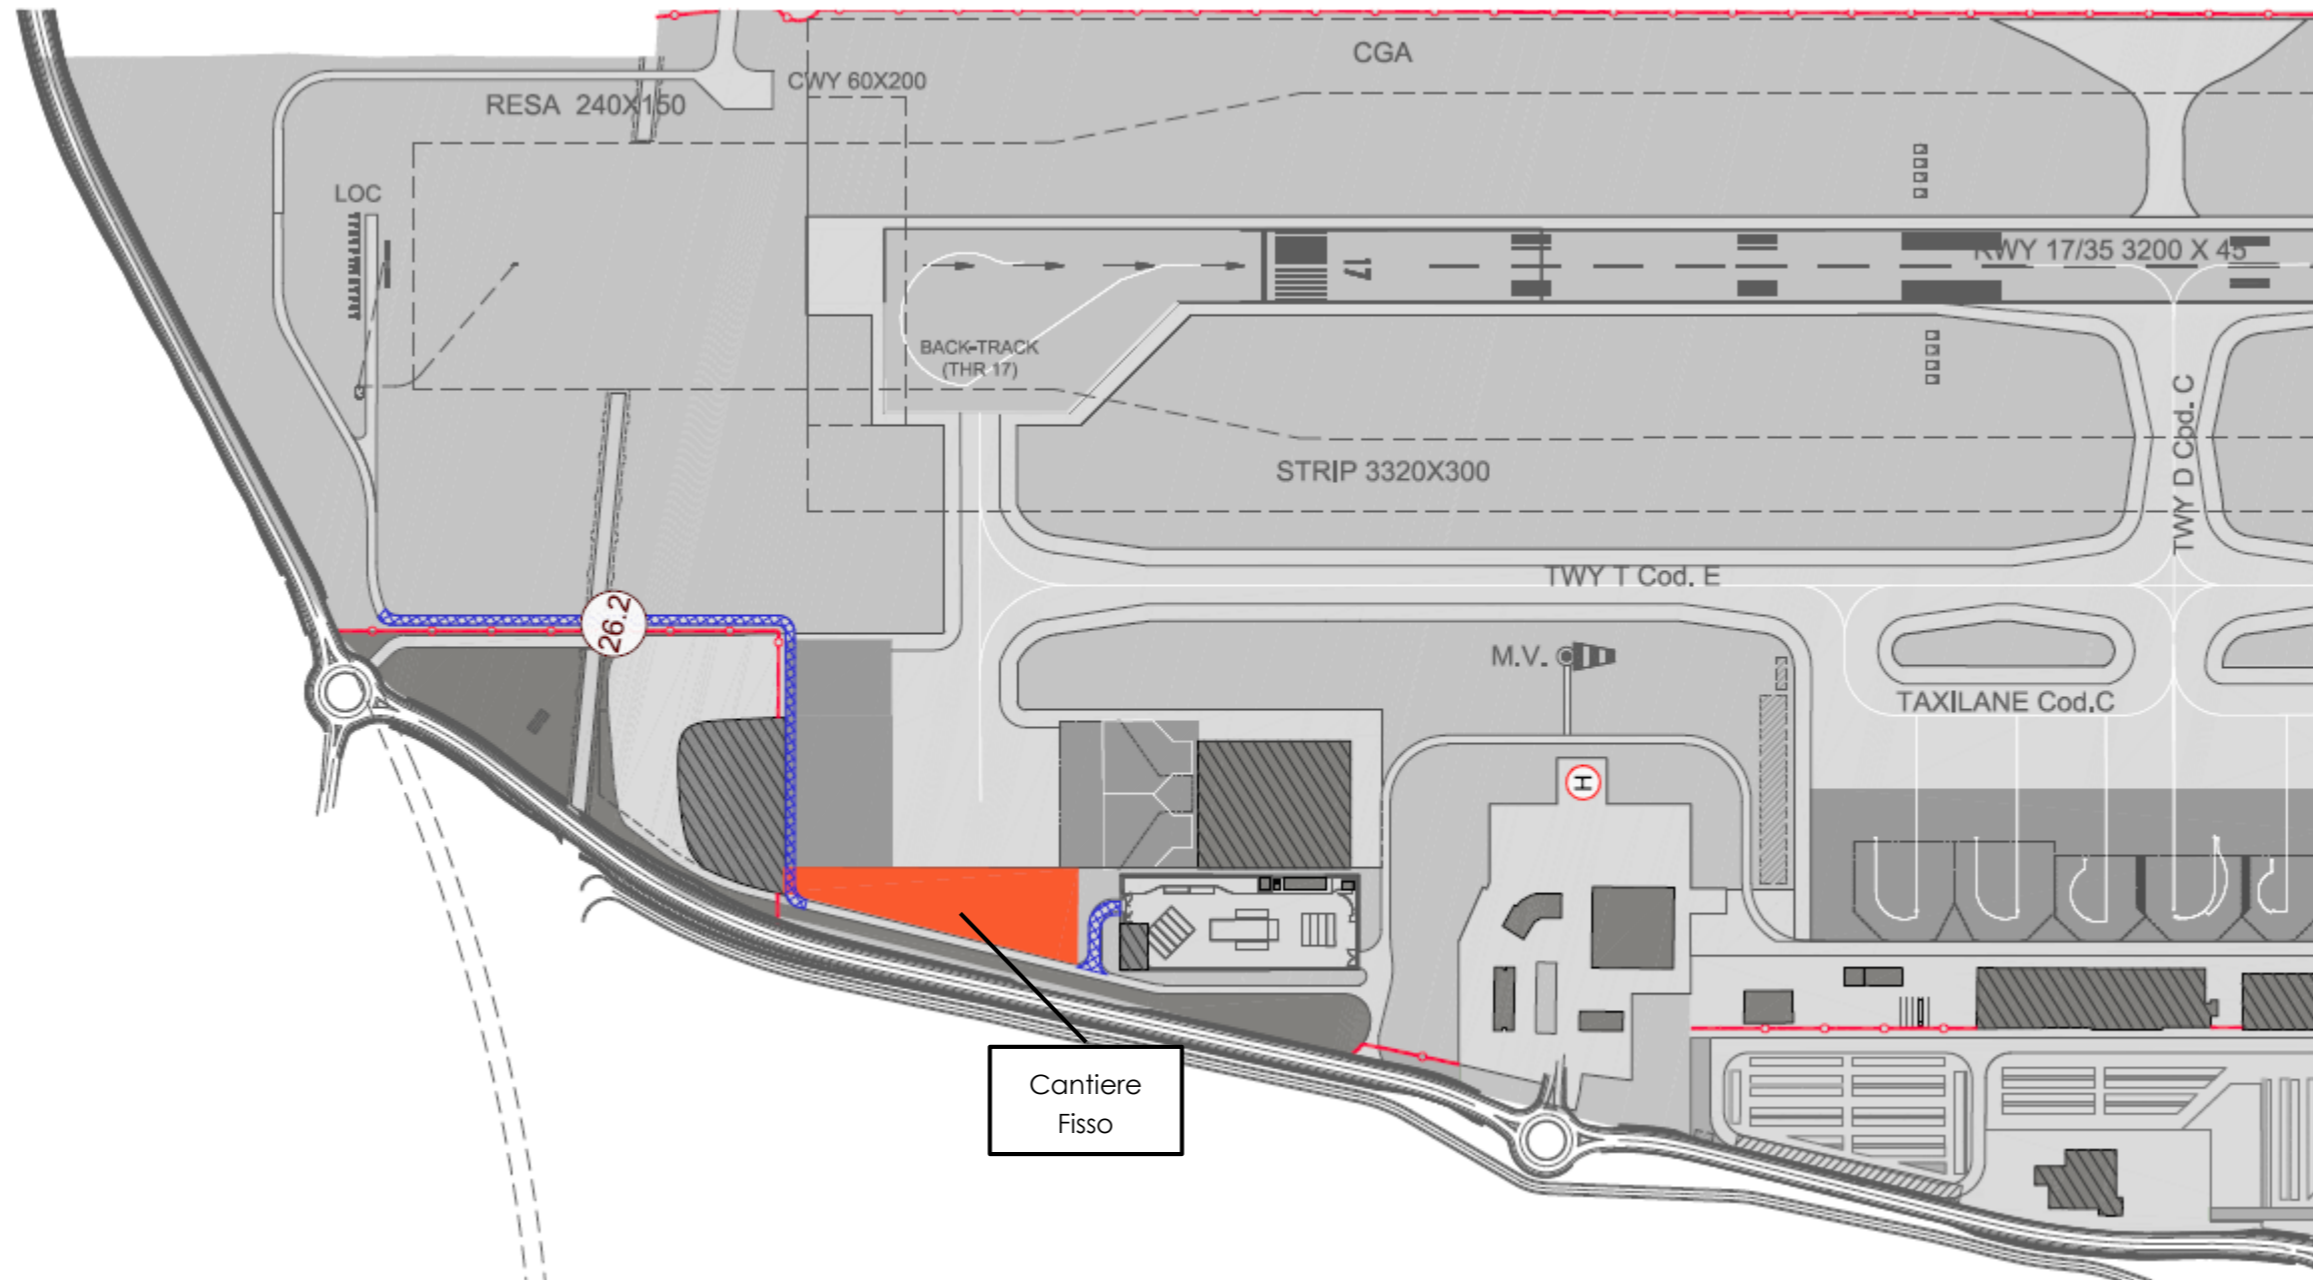 CGA
CWY 60X200
RESA 240X150
LOC
17
RWY 17/35 3200 X 45
BACK-TRACK
(THR 17)
TWY D Cod. C
STRIP 3320X300
TWY T Cod. E
26.2
M.V.
TAXILANE Cod.C
H
Cantiere
Fisso